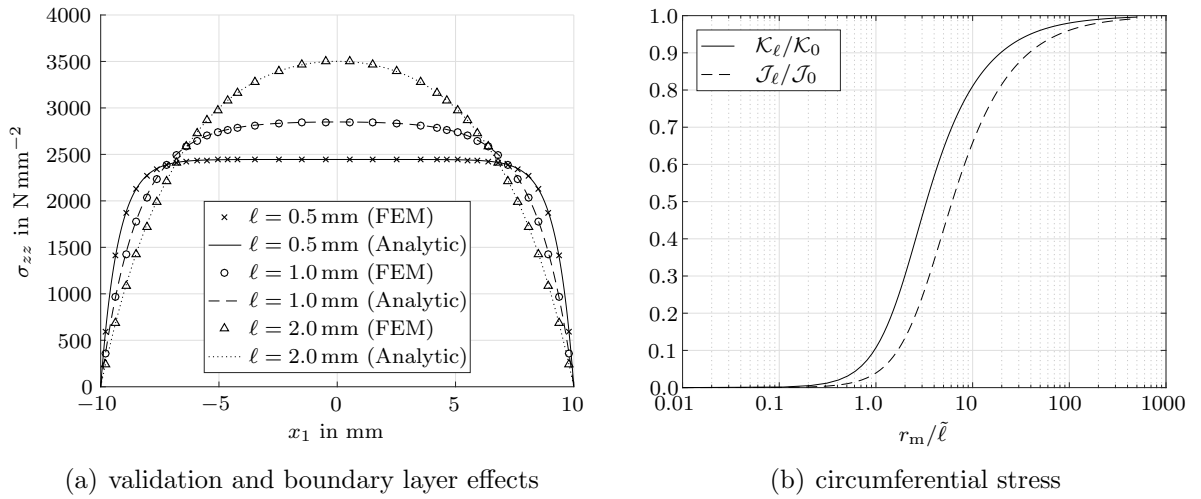 4000
3500
3000
2500
2000
1500
1000
500
0
σzz in N mm−2
ℓ = 0.5 mm (FEM)
ℓ = 0.5 mm (Analytic)
ℓ = 1.0 mm (FEM)
ℓ = 1.0 mm (Analytic)
ℓ = 2.0 mm (FEM)
ℓ = 2.0 mm (Analytic)
−10 −5 0 5 10
x1 in mm
(a) validation and boundary layer effects
1.0
0.9
0.8
0.7
0.6
0.5
0.4
0.3
0.2
0.1
0.0
𝒦ℓ/𝒦0
𝒥ℓ/𝒥0
0.01 0.1 1.0 10 100 1000
rm/ℓ̃
(b) circumferential stress